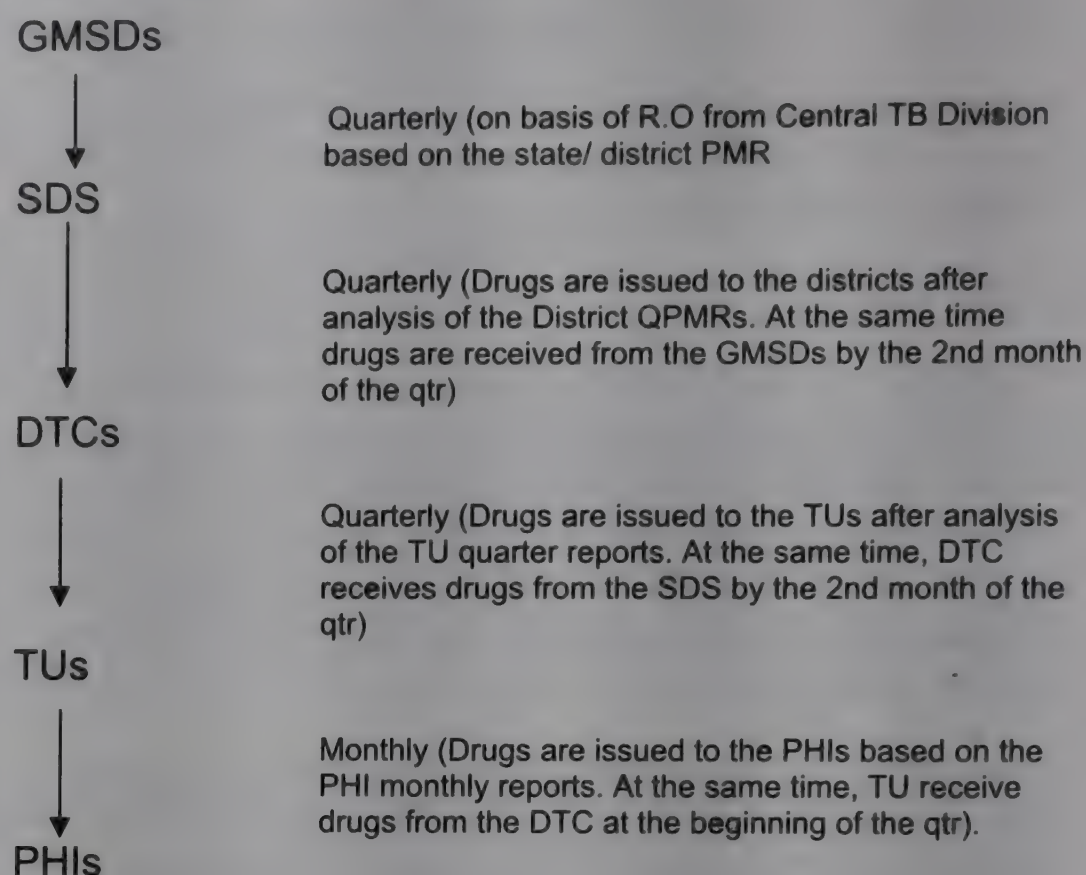 GMSDs
Quarterly (on basis of R.O from Central TB Division
based on the state/ district PMR
SDS
Quarterly (Drugs are issued to the districts after
analysis of the District QPMRs. At the same time
drugs are received from the GMSDs by the 2nd month
of the qtr)
DTCs
Quarterly (Drugs are issued to the TUs after analysis
of the TU quarter reports. At the same time, DTC
receives drugs from the SDS by the 2nd month of the
qtr)
TUs
Monthly (Drugs are issued to the PHIs based on the
PHI monthly reports. At the same time, TU receive
drugs from the DTC at the beginning of the qtr).
PHIs